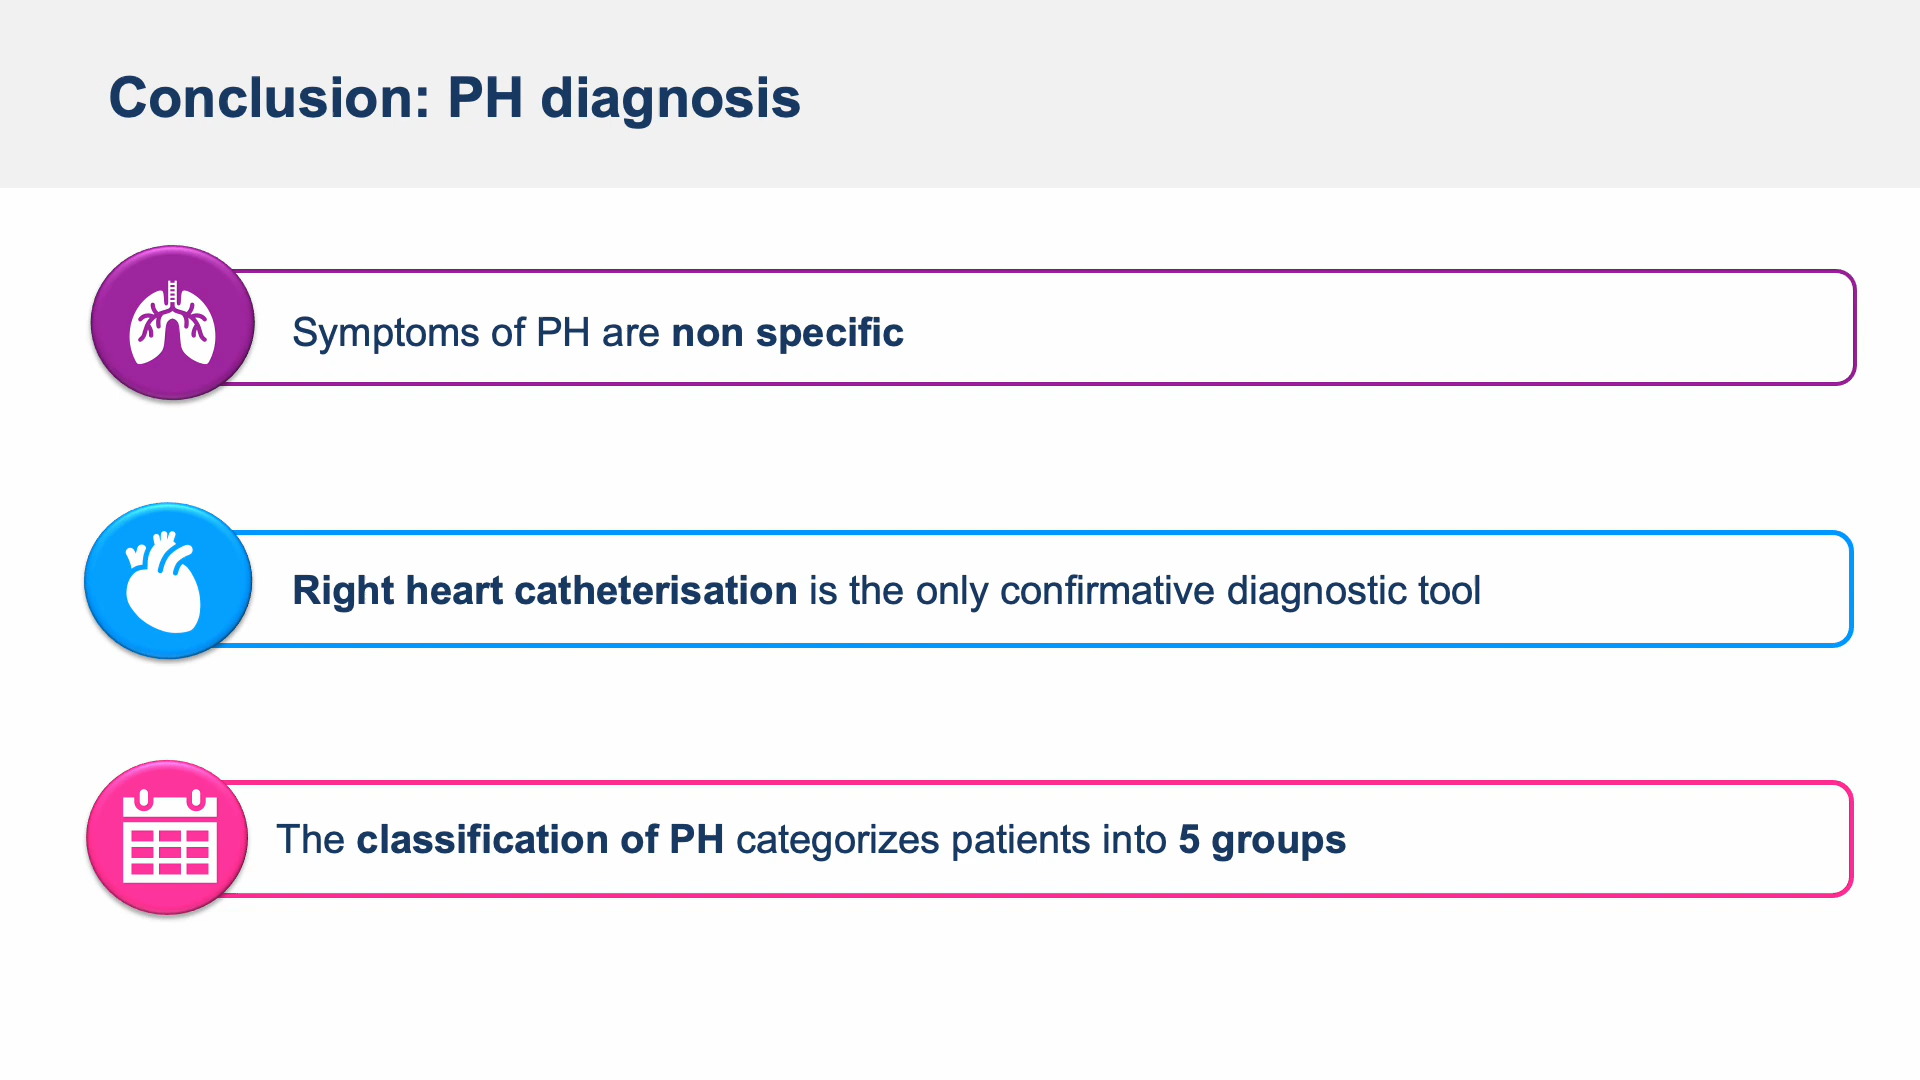 Conclusion: PH diagnosis
Symptoms of PH are non specific
Right heart catheterisation is the only confirmative diagnostic tool
The classification of PH categorizes patients into 5 groups